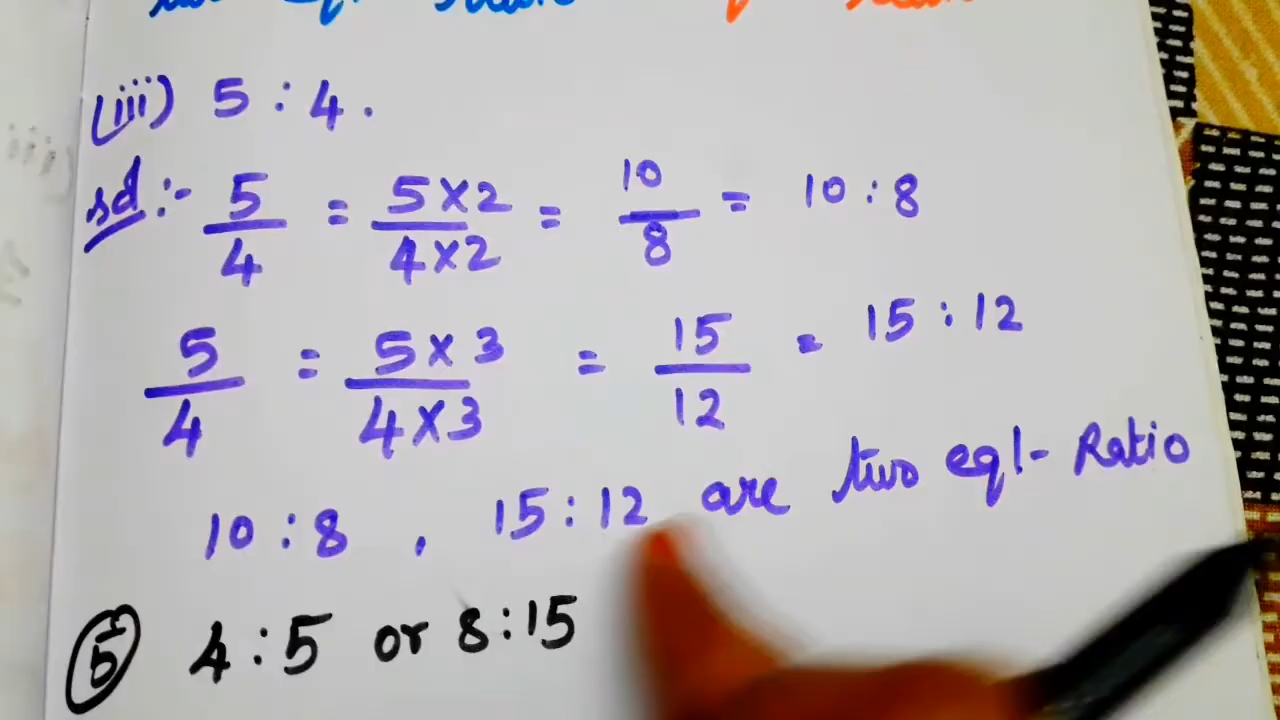 (iii) 5 : 4 .
sol :- 5/4 = 5×2/4×2 = 10/8 = 10 : 8
5/4 = 5×3/4×3 = 15/12 = 15 : 12
10 : 8 , 15 : 12 are two eql- Ratio
5 4 : 5 or 8 : 15